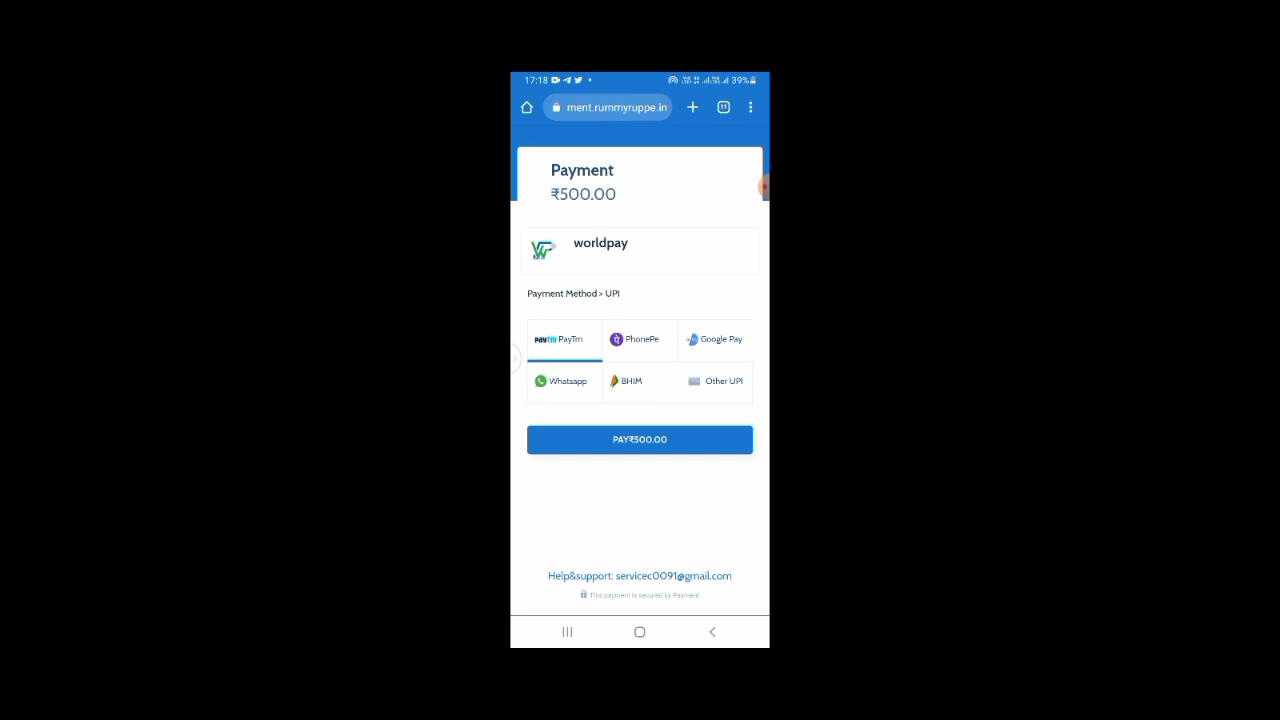 17:18
39%
ment.rummyruppe.in
Payment
₹500.00
worldpay
Payment Method > UPI
PayTm
PhonePe
Google Pay
Whatsapp
BHIM
Other UPI
PAY₹500.00
Help&support: servicec0091@gmail.com
This payment is secured by Payment